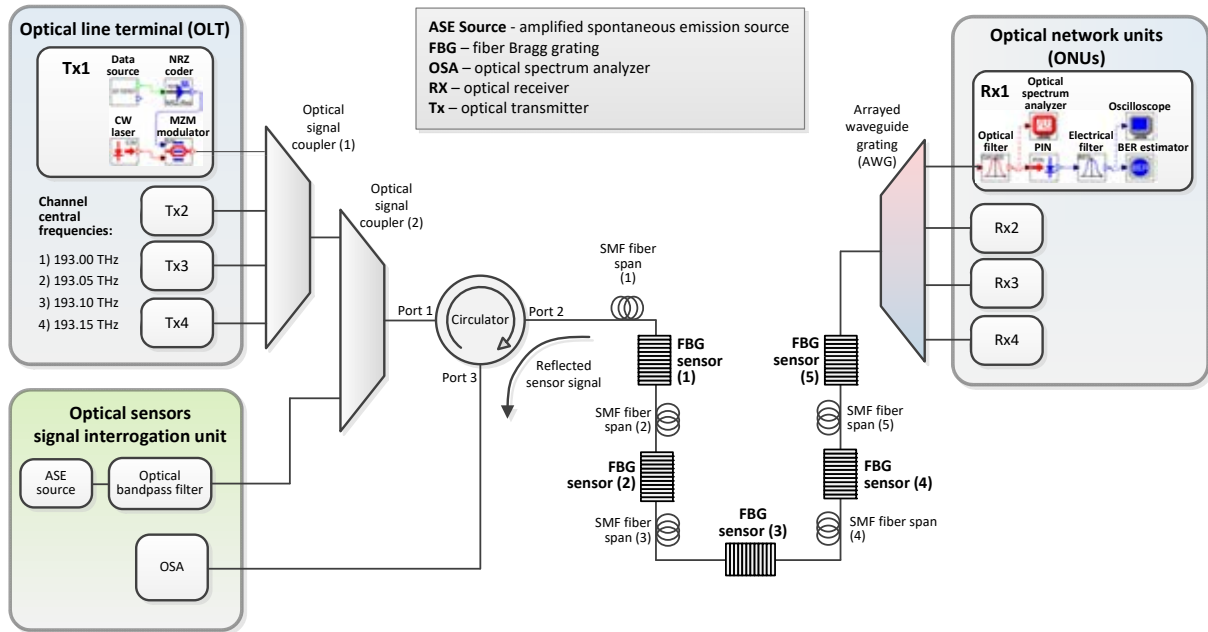 Optical line terminal (OLT)
Tx1
Data
source
NRZ
coder
CW
laser
MZM
modulator
Channel
central
frequencies:
1) 193.00 THz
2) 193.05 THz
3) 193.10 THz
4) 193.15 THz
Tx2
Tx3
Tx4
Optical
signal
coupler (1)
Optical
signal
coupler (2)
ASE Source - amplified spontaneous emission source
FBG – fiber Bragg grating
OSA – optical spectrum analyzer
RX – optical receiver
Tx – optical transmitter
Port 1
Circulator
Port 2
Port 3
Reflected
sensor signal
SMF fiber
span
(1)
FBG
sensor
(1)
SMF fiber
span (2)
FBG
sensor (2)
SMF fiber
span (3)
FBG
sensor (3)
SMF fiber span
(4)
FBG
sensor (4)
SMF fiber
span (5)
FBG
sensor
(5)
Arrayed
waveguide
grating
(AWG)
Optical network units
(ONUs)
Rx1
Optical
spectrum
analyzer
Oscilloscope
Optical
filter
PIN
Electrical
filter
BER estimator
Rx2
Rx3
Rx4
Optical sensors
signal interrogation unit
ASE
source
Optical
bandpass filter
OSA